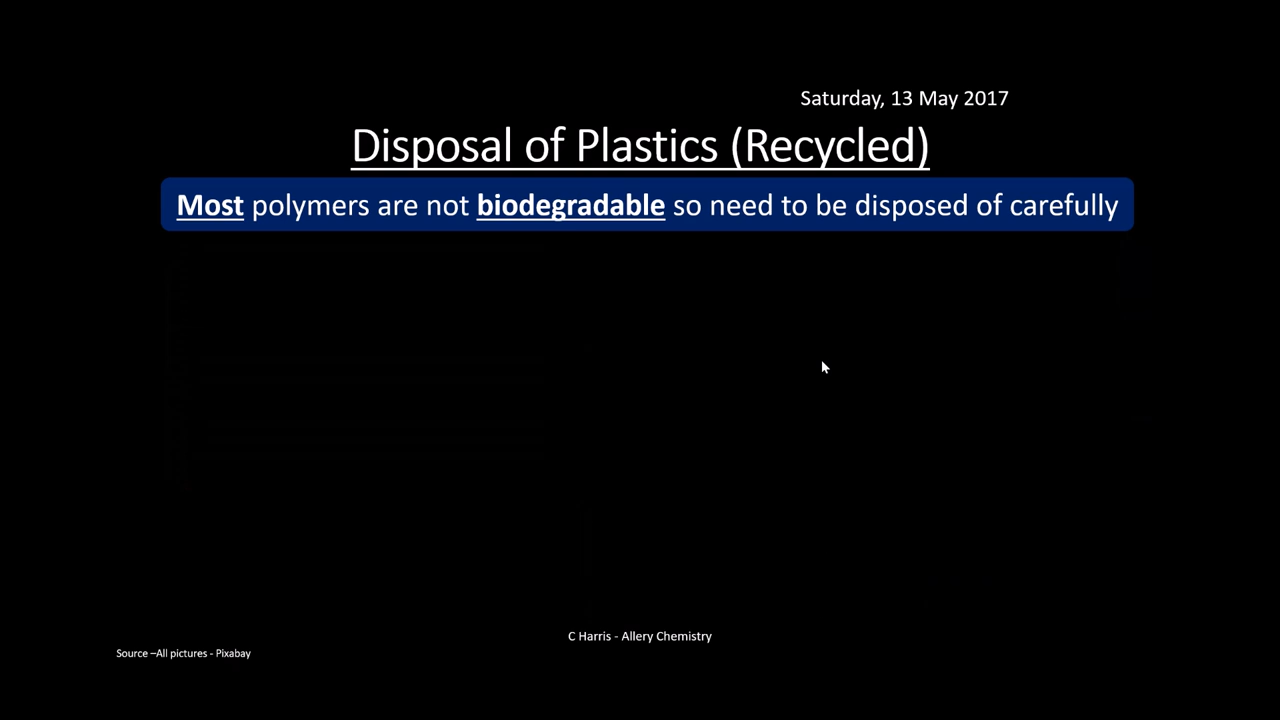 Saturday, 13 May 2017
Disposal of Plastics (Recycled)
Most polymers are not biodegradable so need to be disposed of carefully
C Harris - Allery Chemistry
Source –All pictures - Pixabay